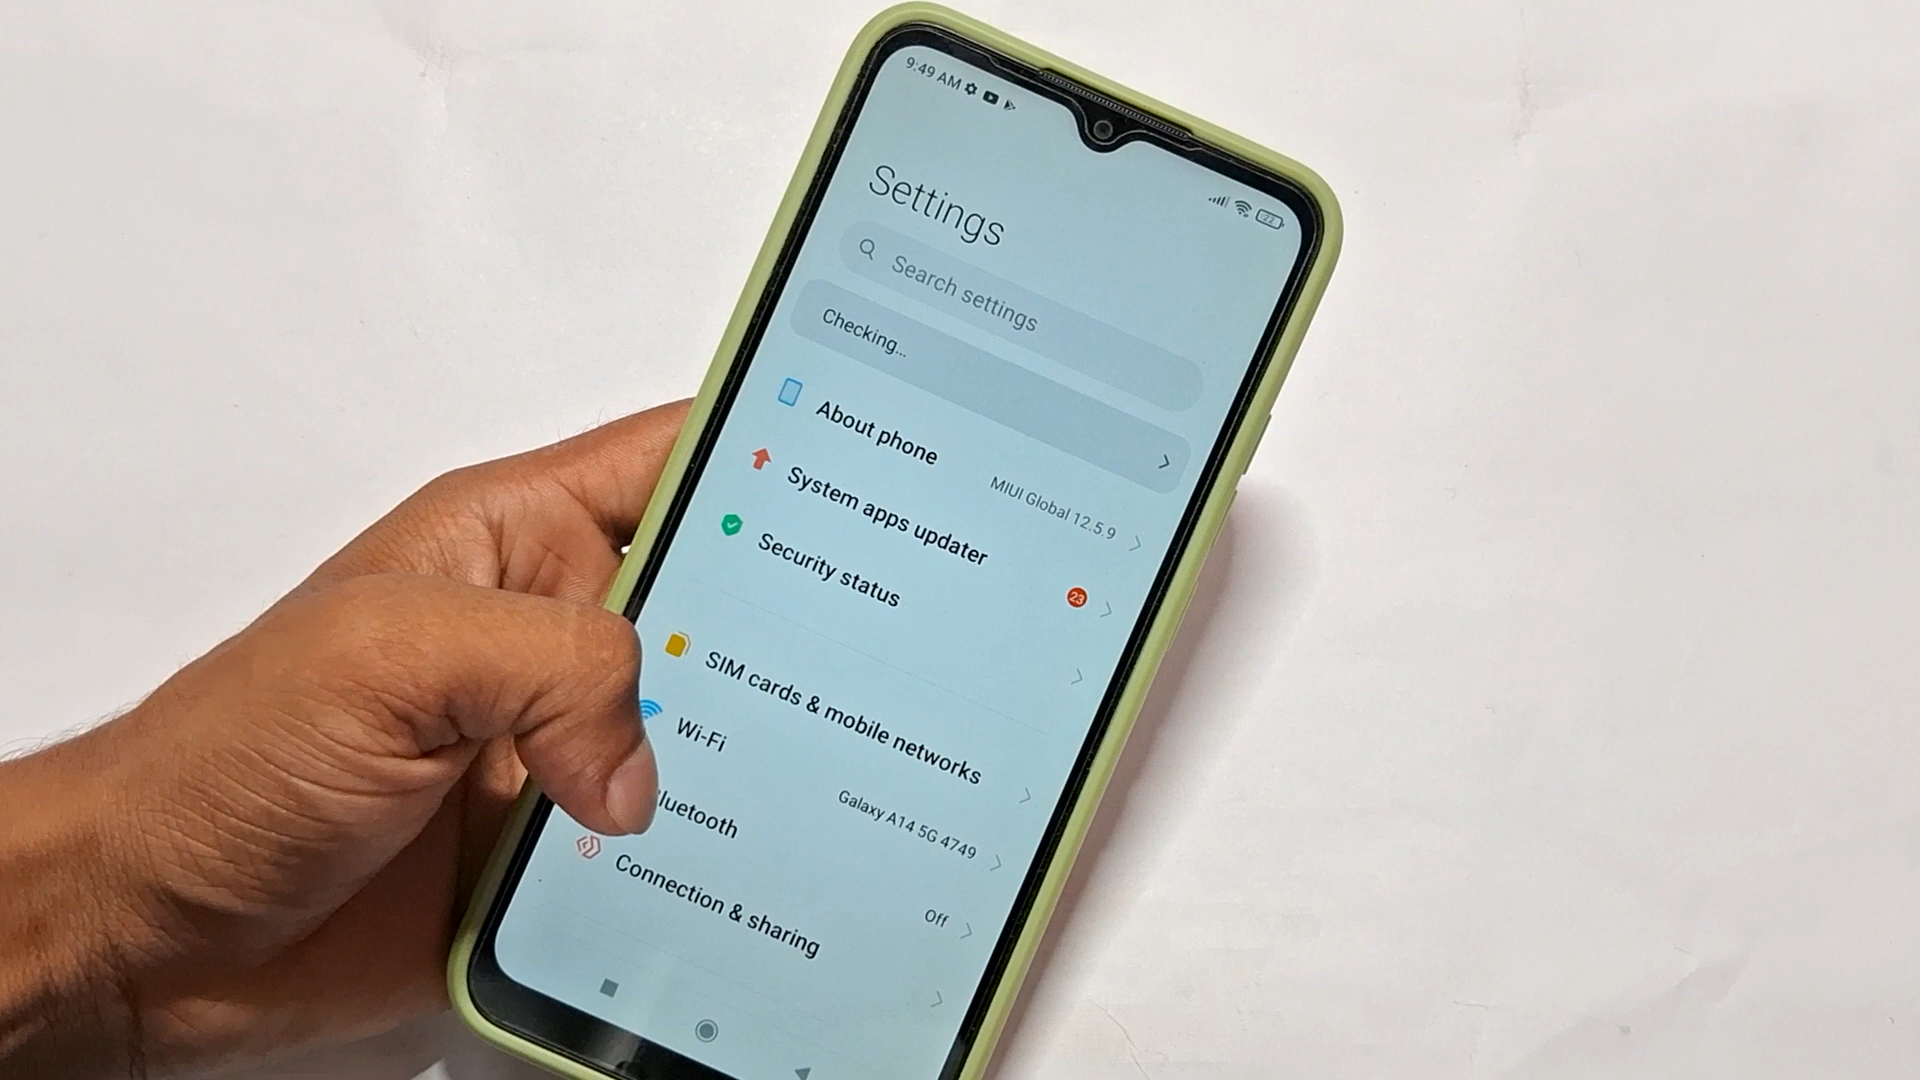 9:49 AM
22
Settings
Search settings
Checking...
About phone
MIUI Global 12.5.9
System apps updater
23
Security status
SIM cards & mobile networks
Wi-Fi
Galaxy A14 5G 4749
luetooth
Off
Connection & sharing